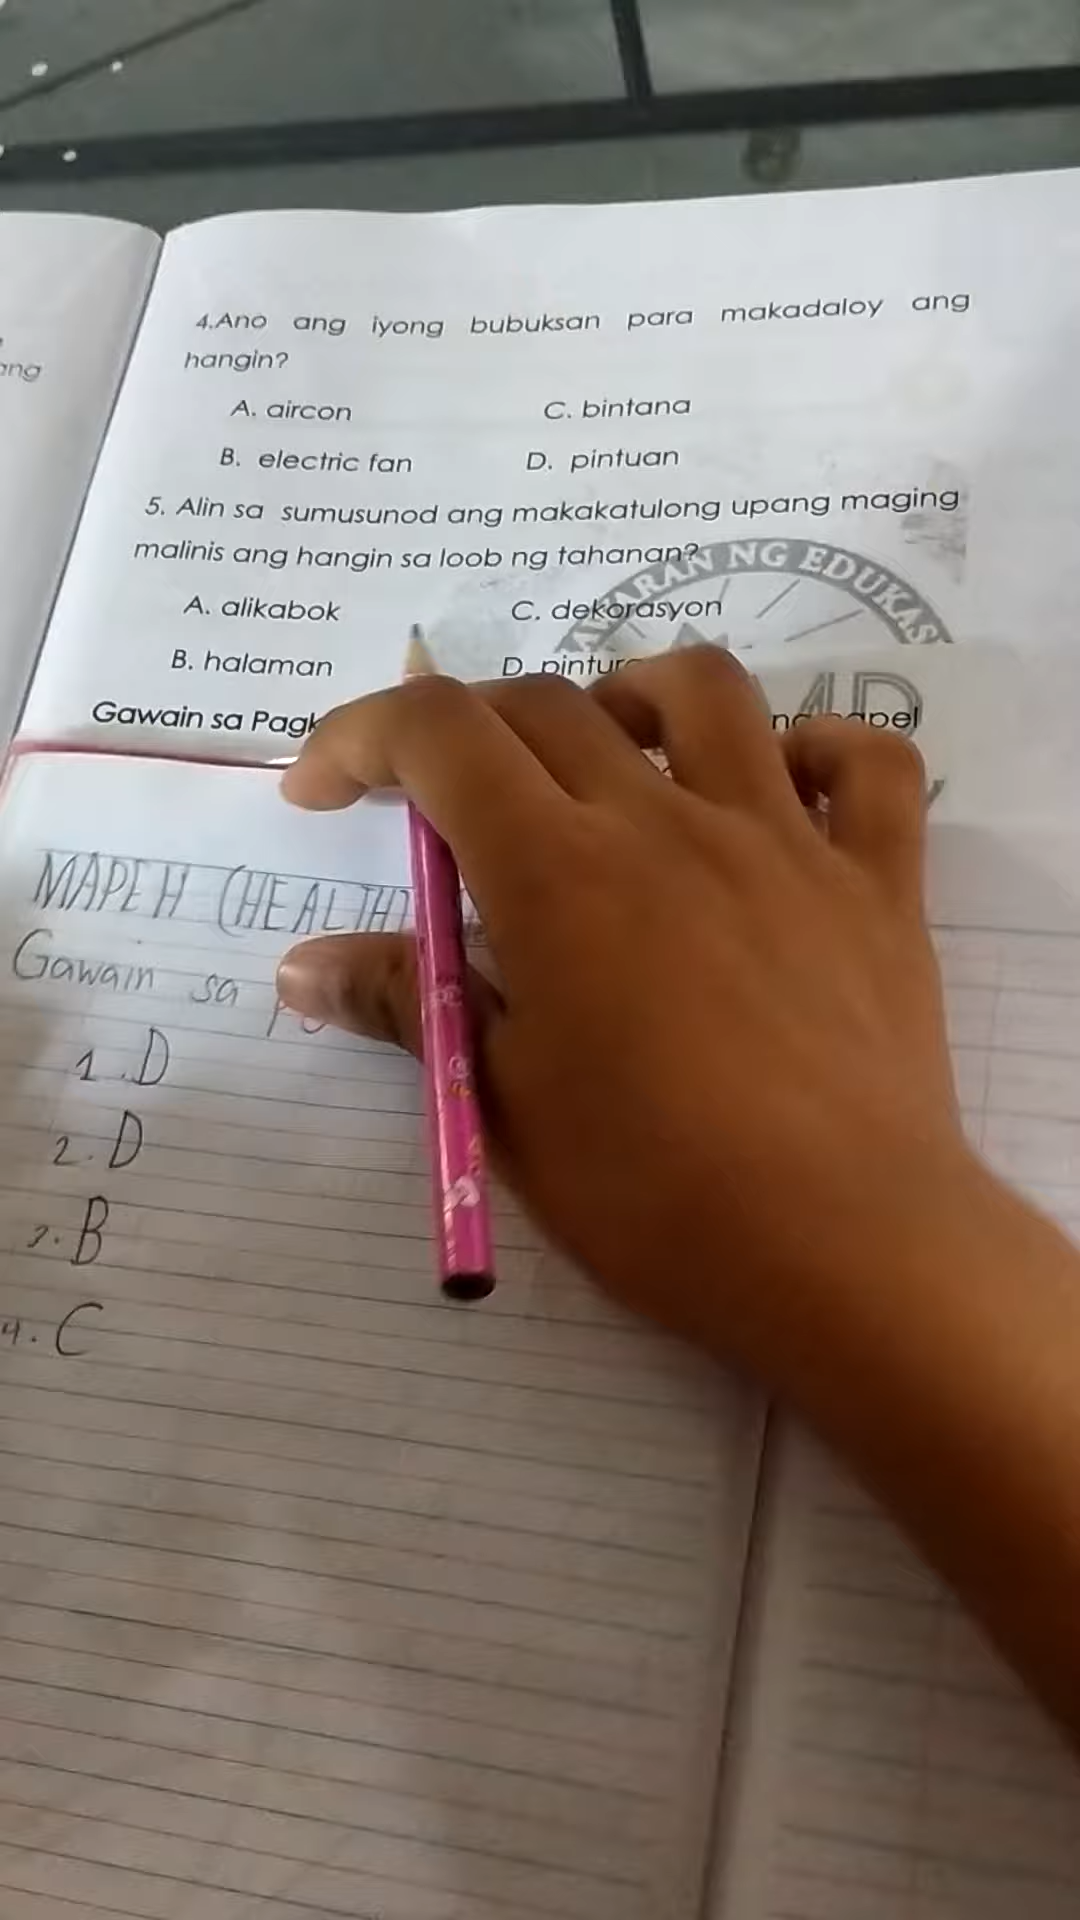 ang
4.Ano ang iyong bubuksan para makadaloy ang
hangin?
A. aircon C. bintana
B. electric fan D. pintuan
5. Alin sa sumusunod ang makakatulong upang maging
malinis ang hangin sa loob ng tahanan?
NG EDUKAS
A. alikabok C. dekorasyon
B. halaman D.
Gawain sa
MAPEH (HEALTH)
Gawain sa
1. D
2. D
3. B
4. C